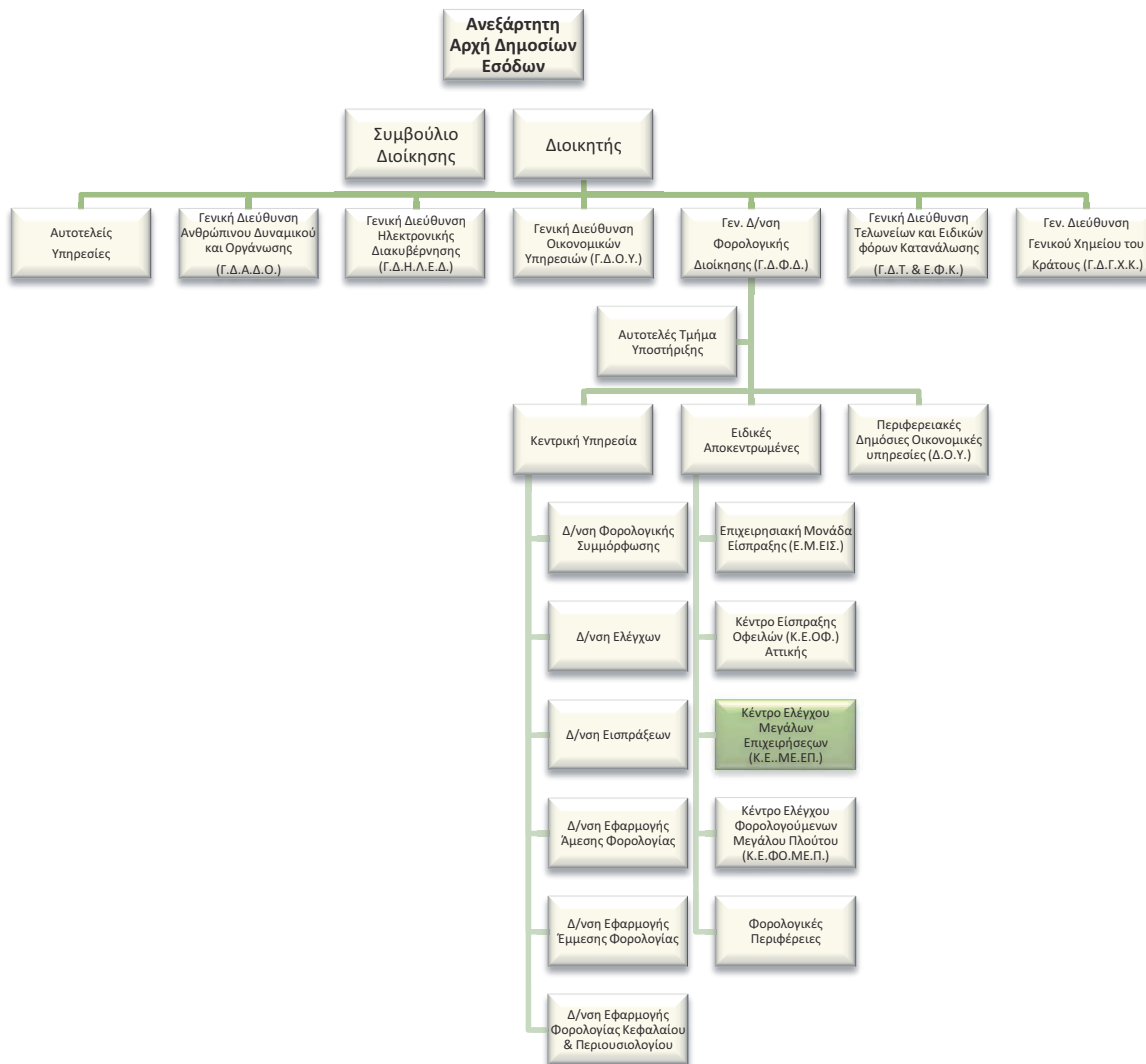 Ανεξάρτητη
Αρχή Δημοσίων
Εσόδων
Συμβούλιο
Διοίκησης
Διοικητής
Αυτοτελείς
Υπηρεσίες
Γενική Διεύθυνση
Ανθρώπινου Δυναμικού
και Οργάνωσης
(Γ.Δ.Α.Δ.Ο.)
Γενική Διεύθυνση
Ηλεκτρονικής
Διακυβέρνησης
(Γ.Δ.Η.Λ.Ε.Δ.)
Γενική Διεύθυνση
Οικονομικών
Υπηρεσιών (Γ.Δ.Ο.Υ.)
Γεν. Δ/νση
Φορολογικής
Διοίκησης (Γ.Δ.Φ.Δ.)
Γενική Διεύθυνση
Τελωνείων και Ειδικών
φόρων Κατανάλωσης
(Γ.Δ.Τ. & Ε.Φ.Κ.)
Γεν. Διεύθυνση
Γενικού Χημείου του
Κράτους (Γ.Δ.Γ.Χ.Κ.)
Αυτοτελές Τμήμα
Υποστήριξης
Κεντρική Υπηρεσία
Ειδικές
Αποκεντρωμένες
Περιφερειακές
Δημόσιες Οικονομικές
υπηρεσίες (Δ.Ο.Υ.)
Δ/νση Φορολογικής
Συμμόρφωσης
Δ/νση Ελέγχων
Δ/νση Εισπράξεων
Δ/νση Εφαρμογής
Άμεσης Φορολογίας
Δ/νση Εφαρμογής
Έμμεσης Φορολογίας
Δ/νση Εφαρμογής
Φορολογίας Κεφαλαίου
& Περιουσιολογίου
Επιχειρησιακή Μονάδα
Είσπραξης (Ε.Μ.ΕΙΣ.)
Κέντρο Είσπραξης
Οφειλών (Κ.Ε.ΟΦ.)
Αττικής
Κέντρο Ελέγχου
Μεγάλων
Επιχειρήσεςων
(Κ.Ε..ΜΕ.ΕΠ.)
Κέντρο Ελέγχου
Φορολογούμενων
Μεγάλου Πλούτου
(Κ.Ε.ΦΟ.ΜΕ.Π.)
Φορολογικές
Περιφέρειες